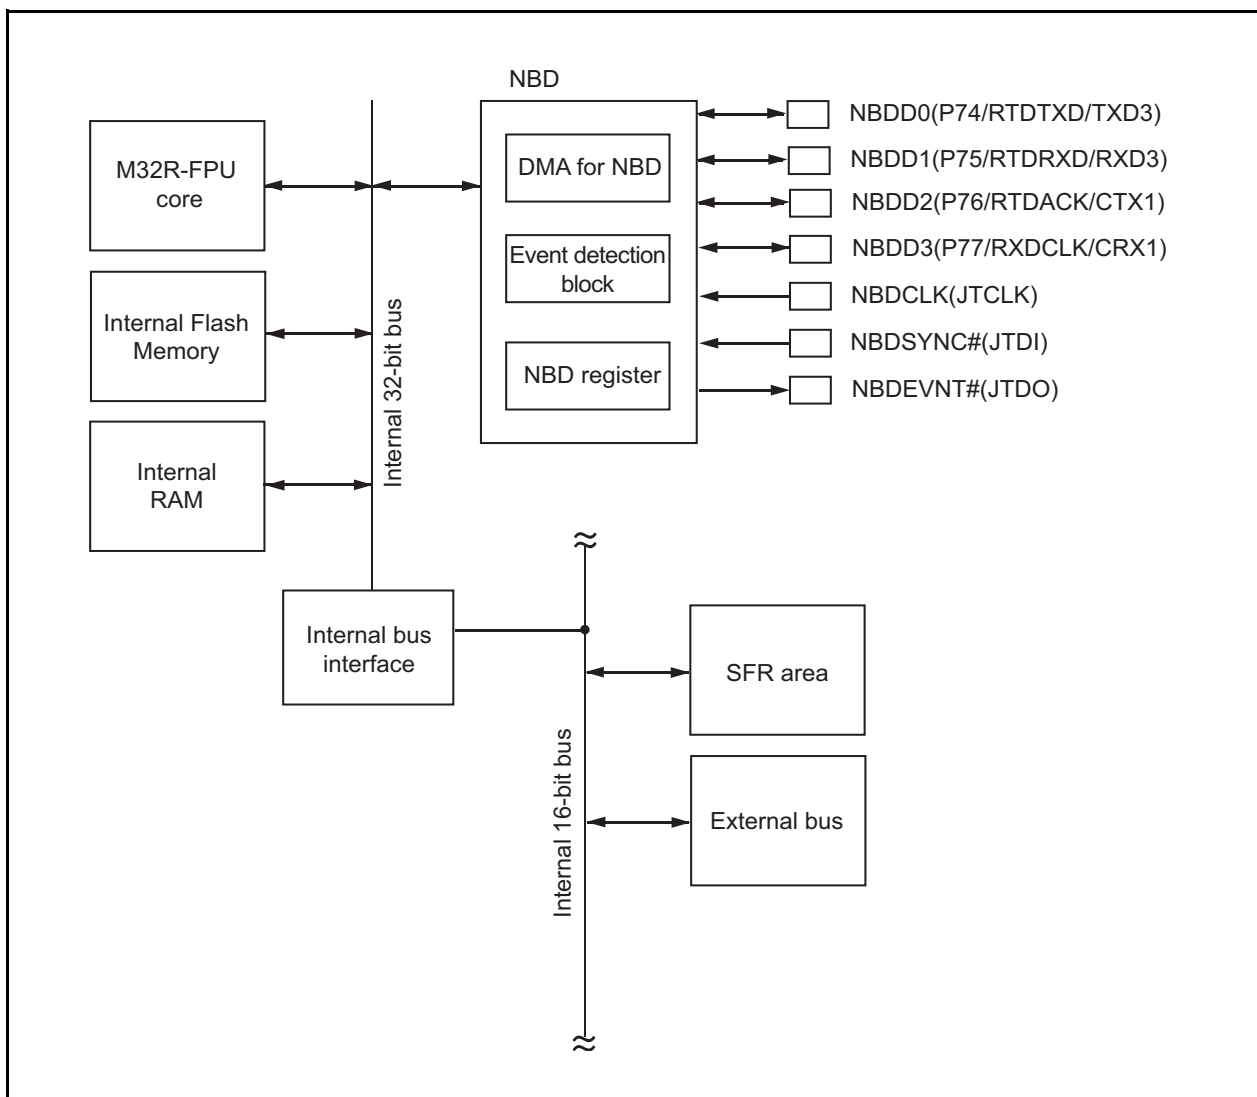 NBD
M32R-FPU
core
DMA for NBD
Event detection
block
NBD register
NBDD0(P74/RTDTXD/TXD3)
NBDD1(P75/RTDRXD/RXD3)
NBDD2(P76/RTDACK/CTX1)
NBDD3(P77/RXDCLK/CRX1)
NBDCLK(JTCLK)
NBDSYNC#(JTDI)
NBDEVNT#(JTDO)
Internal Flash
Memory
Internal
RAM
Internal 32-bit bus
Internal bus
interface
Internal 16-bit bus
SFR area
External bus